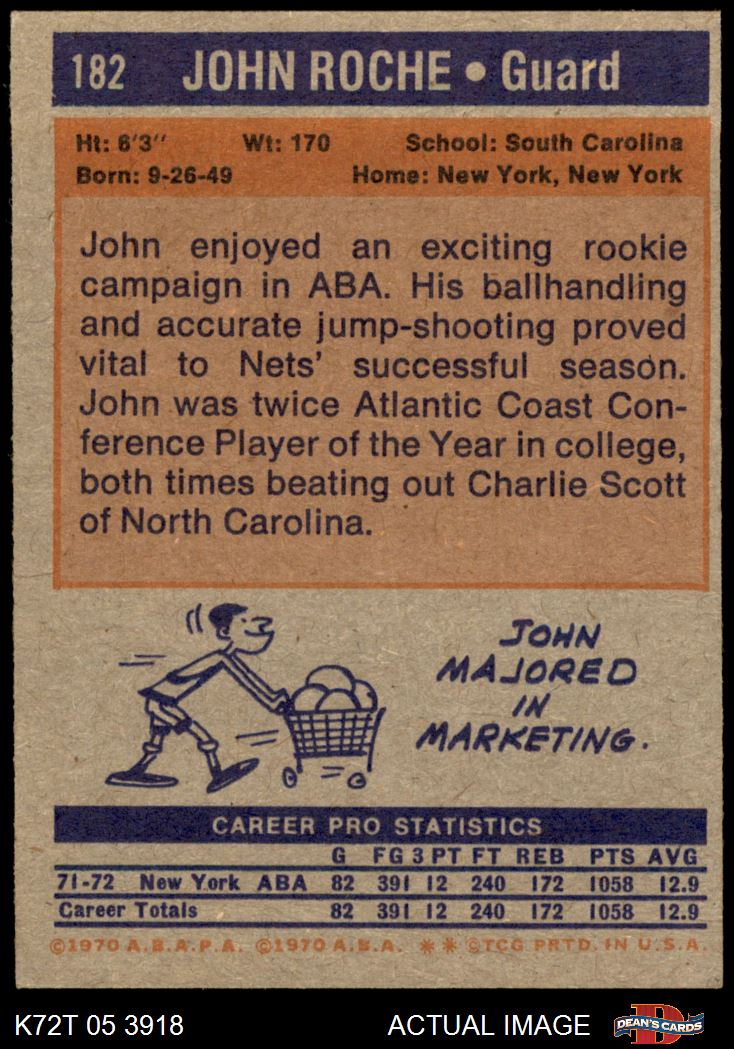 182 JOHN ROCHE • Guard
Ht: 6'3" Wt: 170 School: South Carolina
Born: 9-26-49 Home: New York, New York
John enjoyed an exciting rookie
campaign in ABA. His ballhandling
and accurate jump-shooting proved
vital to Nets' successful season.
John was twice Atlantic Coast Con-
ference Player of the Year in college,
both times beating out Charlie Scott
of North Carolina.
JOHN
MAJORED
IN
MARKETING.
CAREER PRO STATISTICS
G FG 3 PT FT REB PTS AVG
71-72 New York ABA 82 391 12 240 172 1058 12.9
Career Totals 82 391 12 240 172 1058 12.9
©1970 A.B.A.P.A. ©1970 A.B.A. ** ©TCG PRTD. IN U.S.A.
K72T 05 3918 ACTUAL IMAGE D DEAN'S CARDS